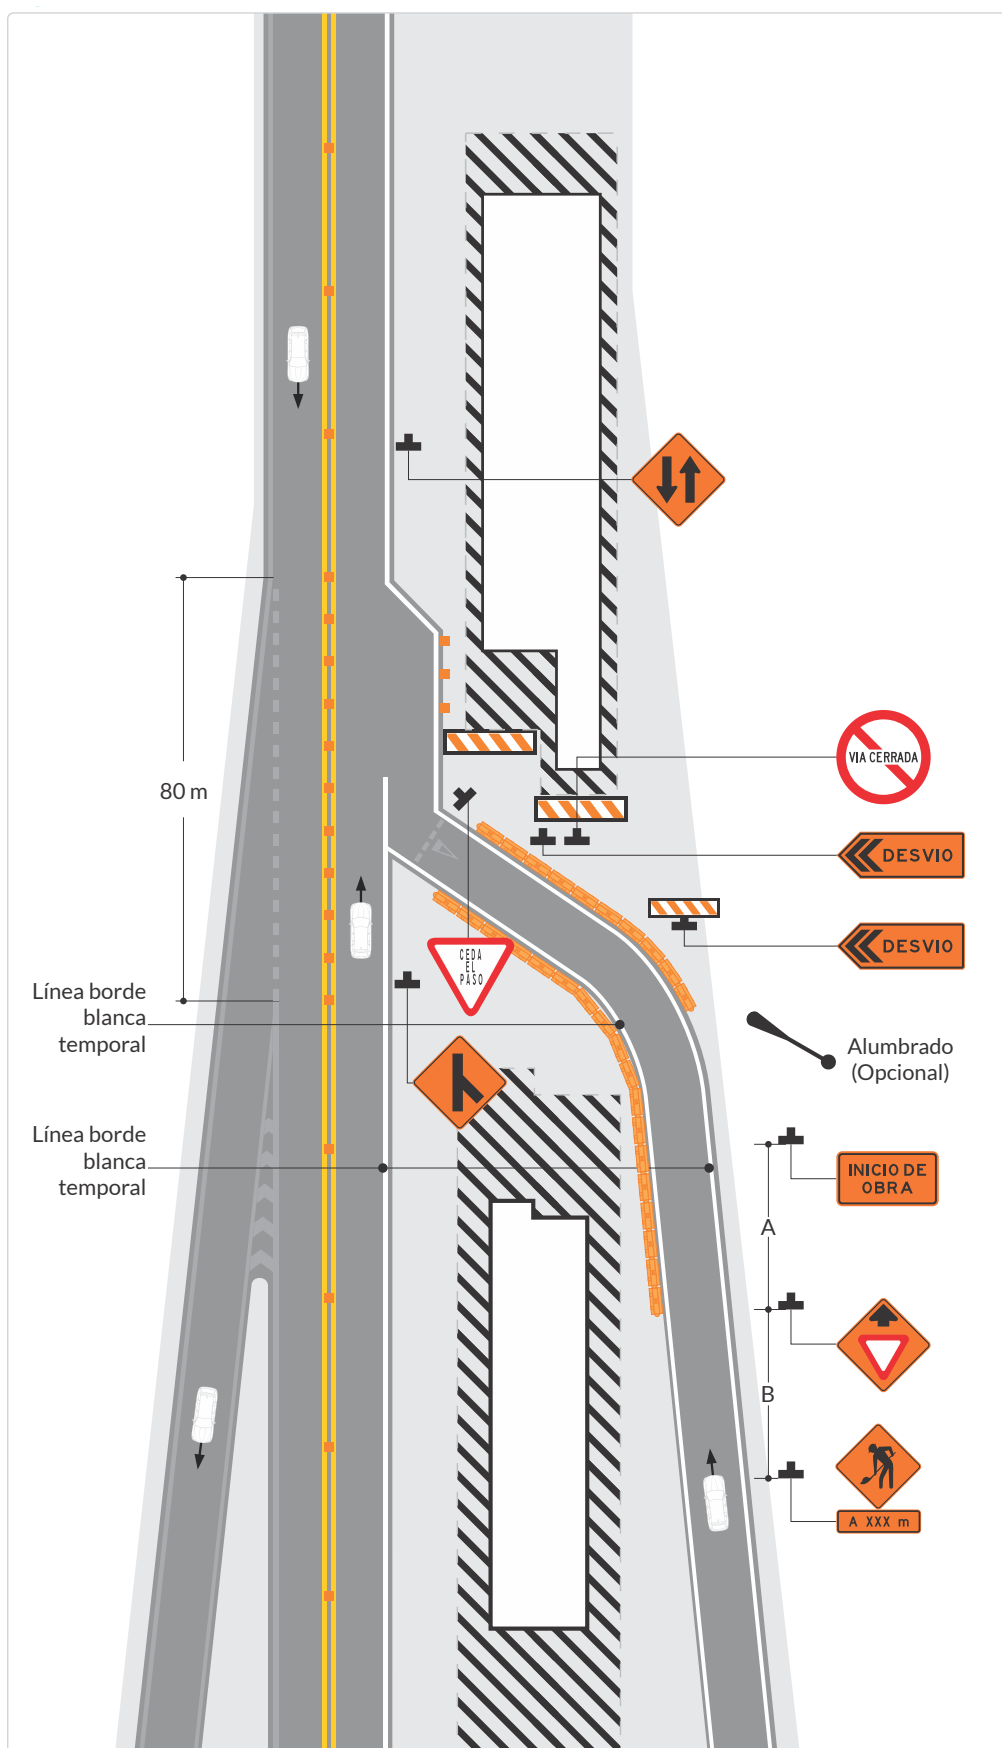 VIA CERRADA
80 m
DESVIO
DESVIO
CEDA
EL
PASO
Línea borde
blanca
temporal
Alumbrado
(Opcional)
Línea borde
blanca
temporal
INICIO DE
OBRA
A
B
A XXX m